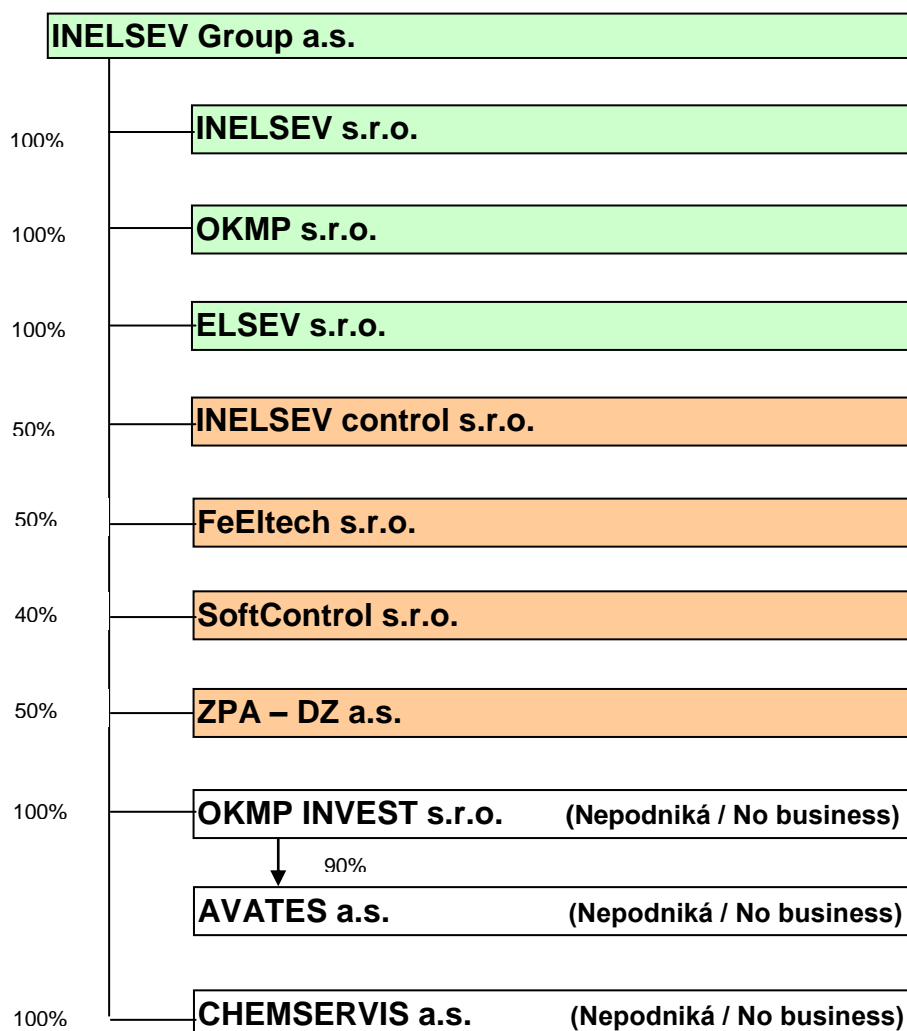 INELSEV Group a.s.
100% INELSEV s.r.o.
100% OKMP s.r.o.
100% ELSEV s.r.o.
50% INELSEV control s.r.o.
50% FeEltech s.r.o.
40% SoftControl s.r.o.
50% ZPA – DZ a.s.
100% OKMP INVEST s.r.o. (Nepodniká / No business)
90%
AVATES a.s. (Nepodniká / No business)
100% CHEMSERVIS a.s. (Nepodniká / No business)